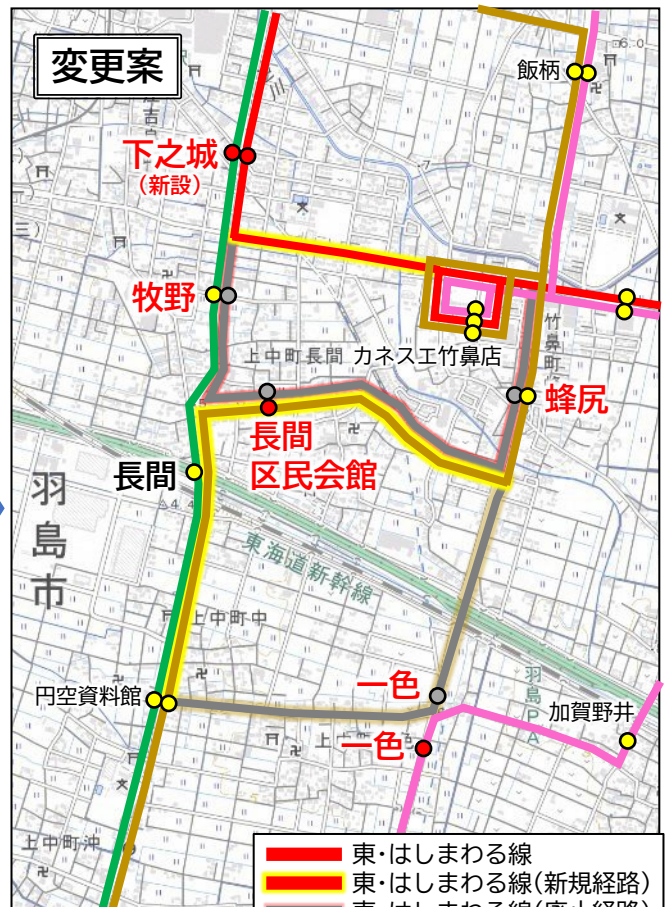 変更案
飯柄
下之城
(新設)
牧野
上中町長間
カネスエ竹鼻店
竹鼻町
蜂尻
長間
区民会館
長間
羽島市
東海道新幹線
上中町中
円空資料館
一色
羽島PA
加賀野井
一色
上中町沖
東・はしまわる線
東・はしまわる線(新規経路)